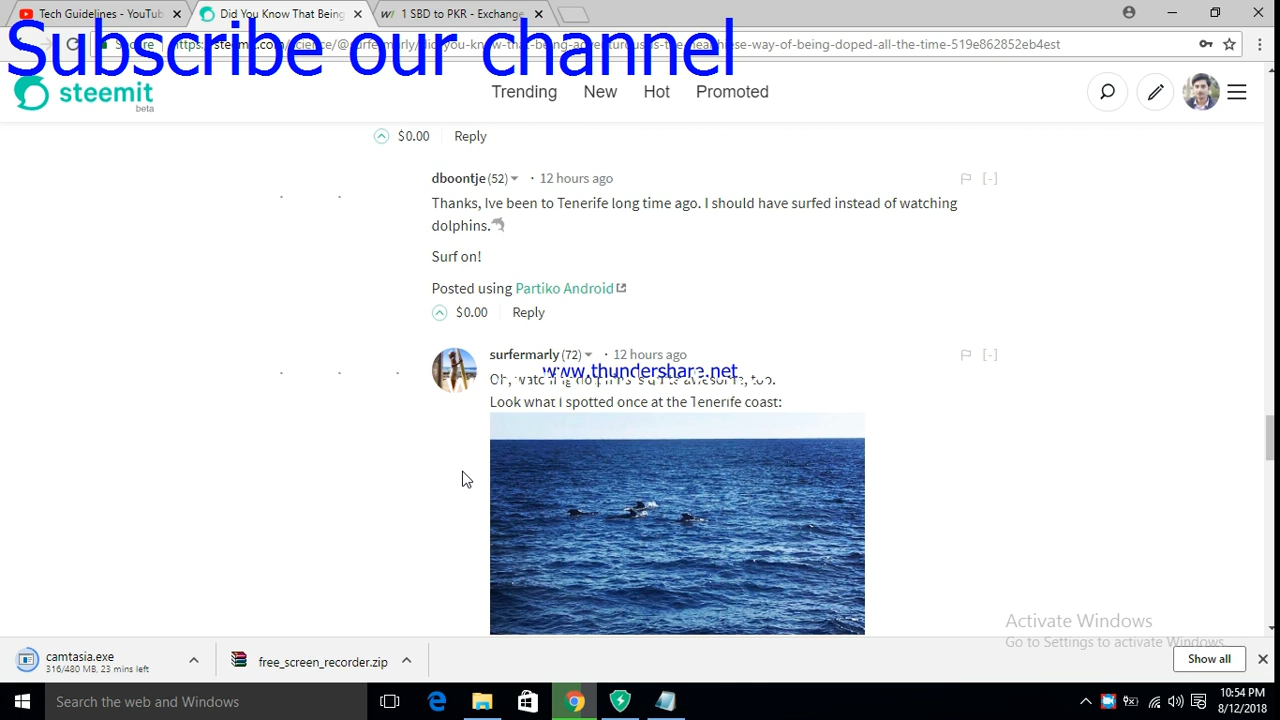 Tech Guidelines - YouTub
Did You Know That Being
1 SBD to PKR - Exchange
Subscribe our channel
steemit
beta
Trending
New
Hot
Promoted
$0.00
Reply
dboontje (52) · 12 hours ago
[-]
Thanks, Ive been to Tenerife long time ago. I should have surfed instead of watching
dolphins.
Surf on!
Posted using Partiko Android
$0.00
Reply
surfermarly (72) · 12 hours ago
[-]
www.thundershare.net
too.
Look what I spotted once at the Tenerife coast:
Activate Windows
Go to Settings to activate Windows.
camtasia.exe
316/480 MB, 23 mins left
free_screen_recorder.zip
Show all
Search the web and Windows
10:54 PM
8/12/2018